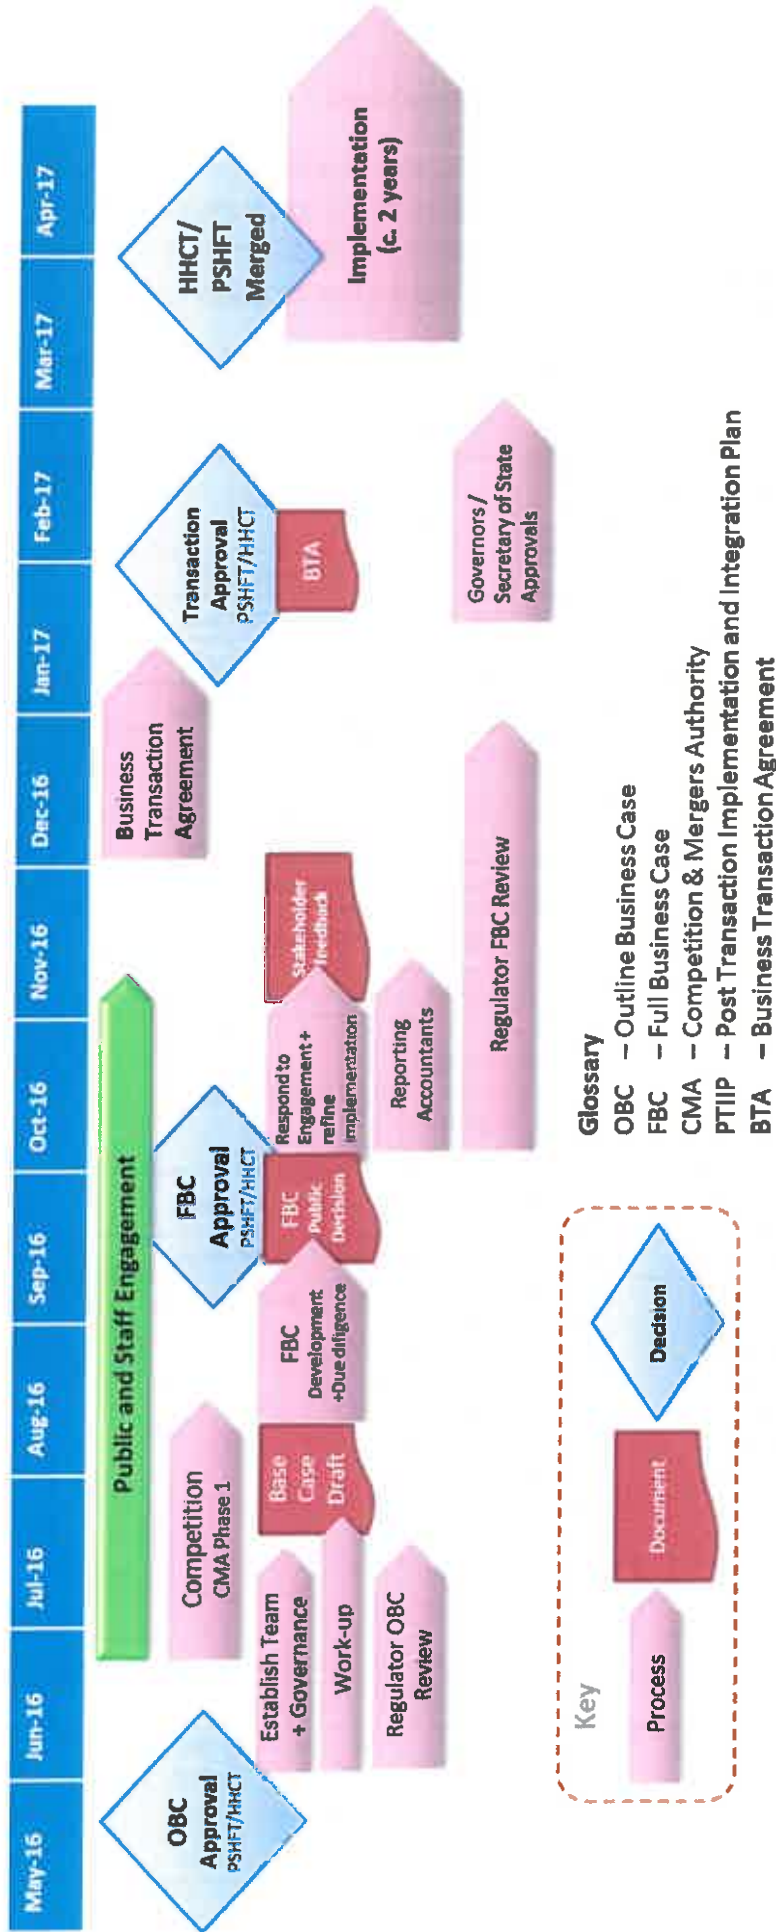 May-16
Jun-16
Jul-16
Aug-16
Sep-16
Oct-16
Nov-16
Dec-16
Jan-17
Feb-17
Mar-17
Apr-17
Public and Staff Engagement
OBC
Approval
PSHFT/HHCT
Competition
CMA Phase 1
Establish Team
+ Governance
Work-up
Regulator OBC
Review
Base
Case
Draft
FBC
Development
+Due diligence
FBC
Approval
PSHFT/HHCT
FBC
Public
Decision
Respond to
Engagement +
refine
implementation
Stakeholder
feedback
Reporting
Accountants
Regulator FBC Review
Business
Transaction
Agreement
Transaction
Approval
PSHFT/HHCT
BTA
Governors /
Secretary of State
Approvals
HHCT/
PSHFT
Merged
Implementation
(c. 2 years)
Key
Process
Document
Decision
Glossary
OBC – Outline Business Case
FBC – Full Business Case
CMA – Competition & Mergers Authority
PTIIP – Post Transaction Implementation and Integration Plan
BTA – Business Transaction Agreement